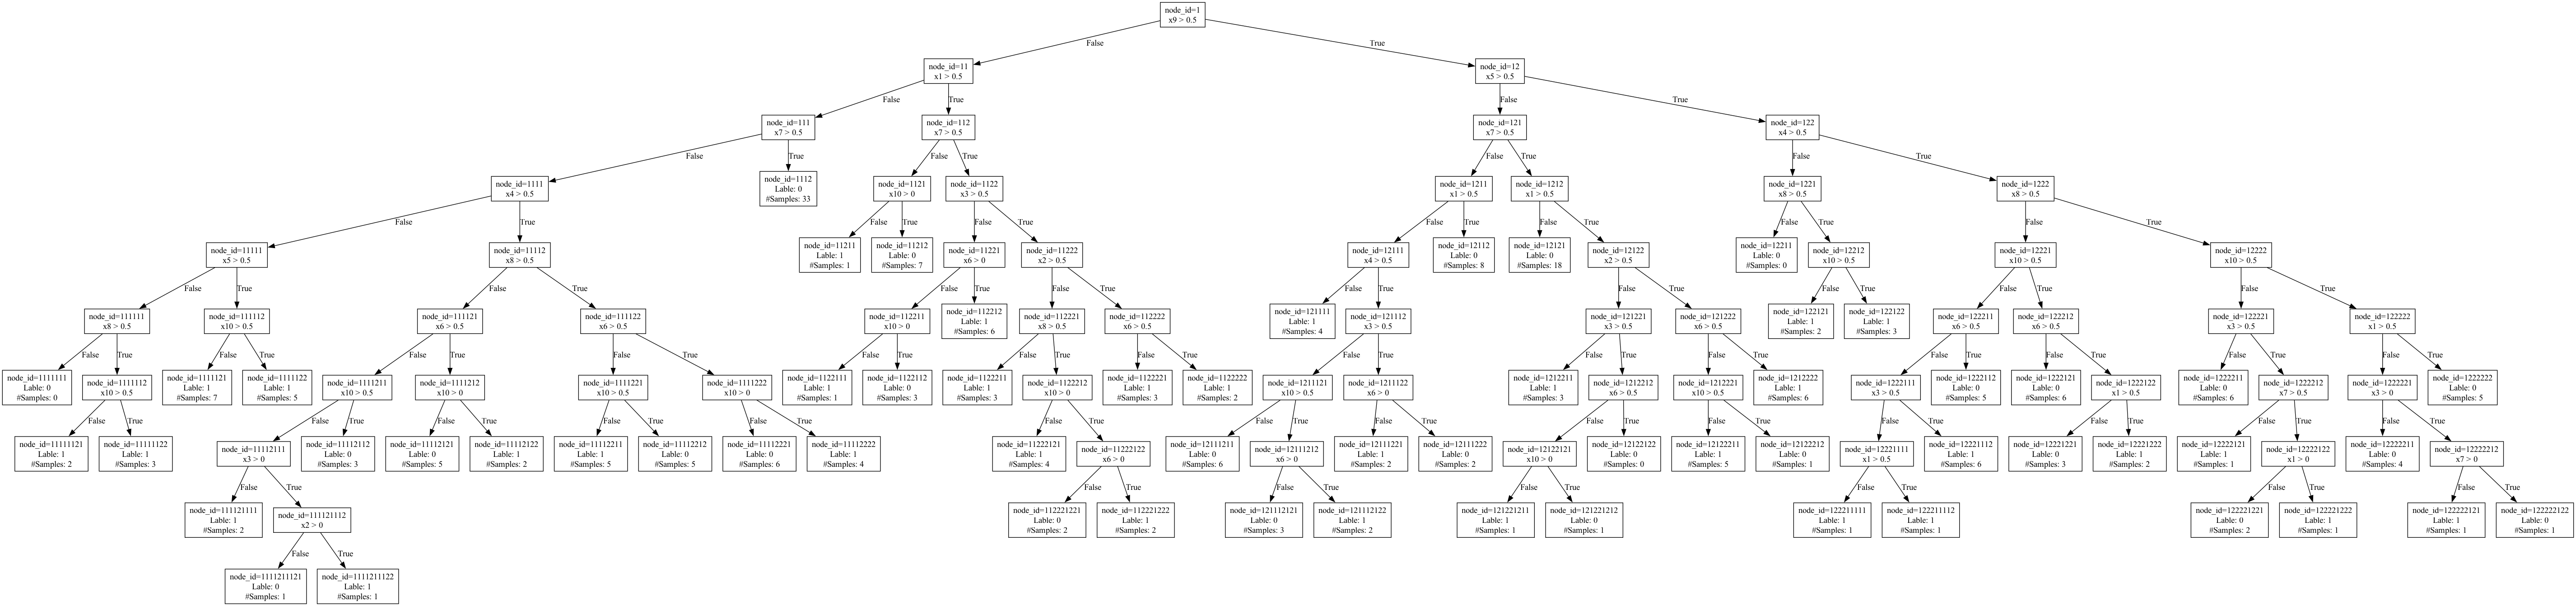 node_id=1
x9 > 0.5
False
True
node_id=11
x1 > 0.5
node_id=12
x5 > 0.5
False
True
False
True
node_id=111
x7 > 0.5
node_id=112
x7 > 0.5
node_id=121
x7 > 0.5
node_id=122
x4 > 0.5
False
True
False
True
False
True
False
True
node_id=1111
x4 > 0.5
node_id=1112
Lable: 0
#Samples: 33
node_id=1121
x10 > 0
node_id=1122
x3 > 0.5
node_id=1211
x1 > 0.5
node_id=1212
x1 > 0.5
node_id=1221
x8 > 0.5
node_id=1222
x8 > 0.5
False
True
False
True
False
True
False
True
False
True
False
True
False
True
node_id=11111
x5 > 0.5
node_id=11112
x8 > 0.5
node_id=11211
Lable: 1
#Samples: 1
node_id=11212
Lable: 0
#Samples: 7
node_id=11221
x6 > 0
node_id=11222
x2 > 0.5
node_id=12111
x4 > 0.5
node_id=12112
Lable: 0
#Samples: 8
node_id=12121
Lable: 0
#Samples: 18
node_id=12122
x2 > 0.5
node_id=12211
Lable: 0
#Samples: 0
node_id=12212
x10 > 0.5
node_id=12221
x10 > 0.5
node_id=12222
x10 > 0.5
False
True
False
True
False
True
False
True
False
True
False
True
False
True
False
True
False
True
node_id=111111
x8 > 0.5
node_id=111112
x10 > 0.5
node_id=111121
x6 > 0.5
node_id=111122
x6 > 0.5
node_id=112211
x10 > 0
node_id=112212
Lable: 1
#Samples: 6
node_id=112221
x8 > 0.5
node_id=112222
x6 > 0.5
node_id=121111
Lable: 1
#Samples: 4
node_id=121112
x3 > 0.5
node_id=121221
x3 > 0.5
node_id=121222
x6 > 0.5
node_id=122121
Lable: 1
#Samples: 2
node_id=122122
Lable: 1
#Samples: 3
node_id=122211
x6 > 0.5
node_id=122212
x6 > 0.5
node_id=122221
x3 > 0.5
node_id=122222
x1 > 0.5
False
True
False
True
False
True
False
True
False
True
False
True
False
True
False
True
False
True
False
True
False
True
False
True
False
True
False
True
node_id=1111111
Lable: 0
#Samples: 0
node_id=1111112
x10 > 0.5
node_id=1111121
Lable: 1
#Samples: 7
node_id=1111122
Lable: 1
#Samples: 5
node_id=1111211
x10 > 0.5
node_id=1111212
x10 > 0
node_id=1111221
x10 > 0.5
node_id=1111222
x10 > 0
node_id=1122111
Lable: 1
#Samples: 1
node_id=1122112
Lable: 0
#Samples: 3
node_id=1122211
Lable: 1
#Samples: 3
node_id=1122212
x10 > 0
node_id=1122221
Lable: 1
#Samples: 3
node_id=1122222
Lable: 1
#Samples: 2
node_id=1211121
x10 > 0.5
node_id=1211122
x6 > 0
node_id=1212211
Lable: 1
#Samples: 3
node_id=1212212
x6 > 0.5
node_id=1212221
x10 > 0.5
node_id=1212222
Lable: 1
#Samples: 6
node_id=1222111
x3 > 0.5
node_id=1222112
Lable: 0
#Samples: 5
node_id=1222121
Lable: 0
#Samples: 6
node_id=1222122
x1 > 0.5
node_id=1222211
Lable: 0
#Samples: 6
node_id=1222212
x7 > 0.5
node_id=1222221
x3 > 0
node_id=1222222
Lable: 0
#Samples: 5
False
True
False
True
False
True
False
True
False
True
False
True
False
True
False
True
False
True
False
True
False
True
False
True
False
True
False
True
node_id=11111121
Lable: 1
#Samples: 2
node_id=11111122
Lable: 1
#Samples: 3
node_id=11112111
x3 > 0
node_id=11112112
Lable: 0
#Samples: 3
node_id=11112121
Lable: 0
#Samples: 5
node_id=11112122
Lable: 1
#Samples: 2
node_id=11112211
Lable: 1
#Samples: 5
node_id=11112212
Lable: 0
#Samples: 5
node_id=11112221
Lable: 0
#Samples: 6
node_id=11112222
Lable: 1
#Samples: 4
node_id=11222121
Lable: 1
#Samples: 4
node_id=11222122
x6 > 0
node_id=12111211
Lable: 0
#Samples: 6
node_id=12111212
x6 > 0
node_id=12111221
Lable: 1
#Samples: 2
node_id=12111222
Lable: 0
#Samples: 2
node_id=12122121
x10 > 0
node_id=12122122
Lable: 0
#Samples: 0
node_id=12122211
Lable: 1
#Samples: 5
node_id=12122212
Lable: 0
#Samples: 1
node_id=12221111
x1 > 0.5
node_id=12221112
Lable: 1
#Samples: 6
node_id=12221221
Lable: 0
#Samples: 3
node_id=12221222
Lable: 1
#Samples: 2
node_id=12222121
Lable: 1
#Samples: 1
node_id=12222122
x1 > 0
node_id=12222211
Lable: 0
#Samples: 4
node_id=12222212
x7 > 0
False
True
False
True
False
True
False
True
False
True
False
True
False
True
node_id=111121111
Lable: 1
#Samples: 2
node_id=111121112
x2 > 0
node_id=112221221
Lable: 0
#Samples: 2
node_id=112221222
Lable: 1
#Samples: 2
node_id=121112121
Lable: 0
#Samples: 3
node_id=121112122
Lable: 1
#Samples: 2
node_id=121221211
Lable: 1
#Samples: 1
node_id=121221212
Lable: 0
#Samples: 1
node_id=122211111
Lable: 1
#Samples: 1
node_id=122211112
Lable: 1
#Samples: 1
node_id=122221221
Lable: 0
#Samples: 2
node_id=122221222
Lable: 1
#Samples: 1
node_id=122222121
Lable: 1
#Samples: 1
node_id=122222122
Lable: 0
#Samples: 1
False
True
node_id=1111211121
Lable: 0
#Samples: 1
node_id=1111211122
Lable: 1
#Samples: 1